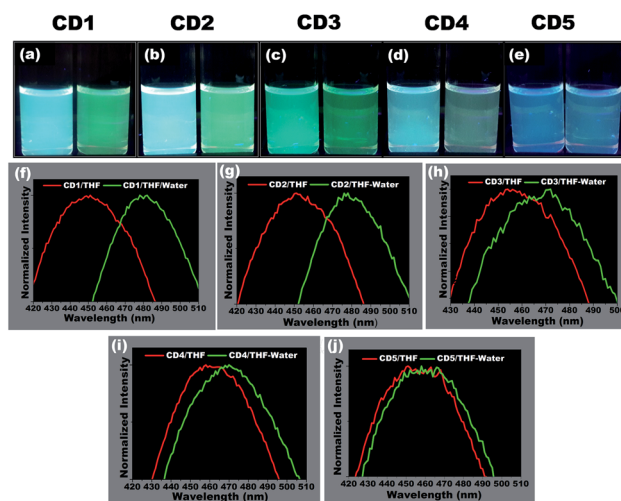 CD1 CD2 CD3 CD4 CD5
(a) (b) (c) (d) (e)
(f) (g) (h)
CD1/THF CD1/THF/Water
CD2/THF CD2/THF-Water
CD3/THF CD3/THF-Water
Normalized Intensity
Normalized Intensity
Normalized Intensity
420 430 440 450 460 470 480 490 500 510
420 430 440 450 460 470 480 490 500 510
430 440 450 460 470 480 490 500
Wavelength (nm)
Wavelength (nm)
Wavelength (nm)
(i) (j)
CD4/THF CD4/THF-Water
CD5/THF CD5/THF-Water
Normalized Intensity
Normalized Intensity
420 430 440 450 460 470 480 490 500 510
420 430 440 450 460 470 480 490 500 510
Wavelength (nm)
Wavelength (nm)